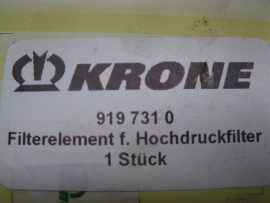 KRONE
919 731 0
Filterelement f. Hochdruckfilter
1 Stück